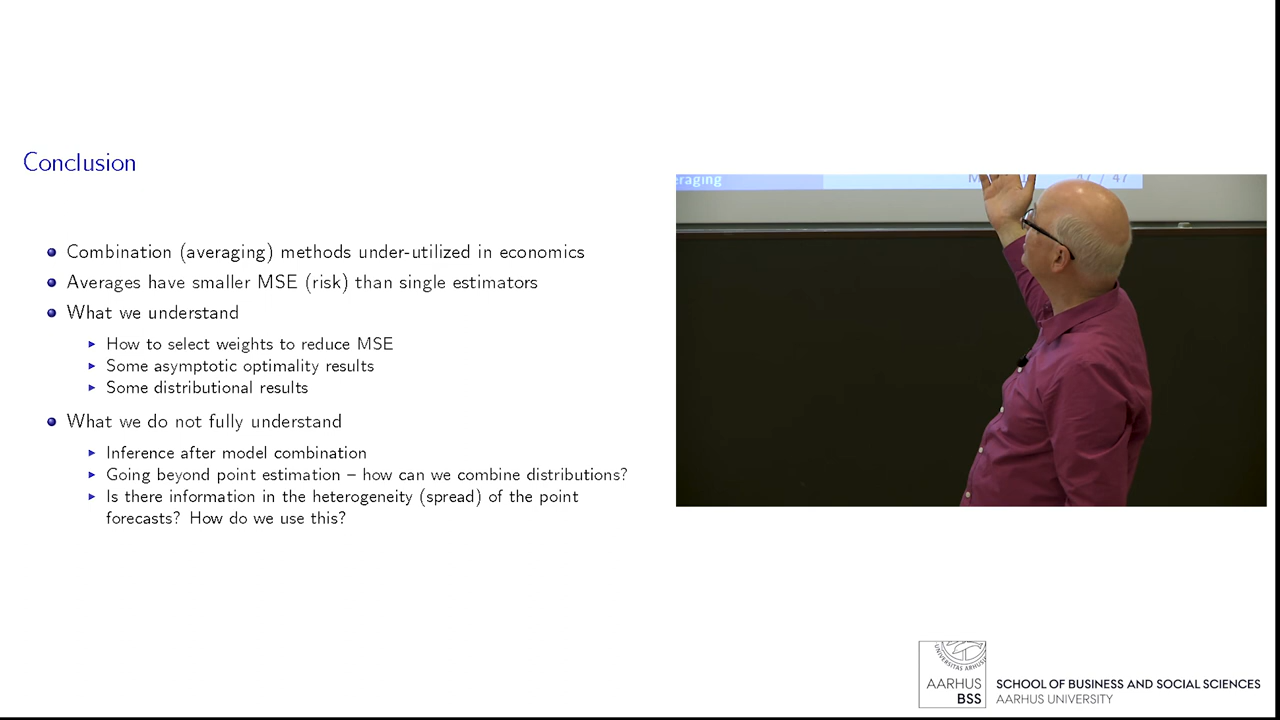 Conclusion
Combination (averaging) methods under-utilized in economics
Averages have smaller MSE (risk) than single estimators
What we understand
How to select weights to reduce MSE
Some asymptotic optimality results
Some distributional results
What we do not fully understand
Inference after model combination
Going beyond point estimation – how can we combine distributions?
Is there information in the heterogeneity (spread) of the point
forecasts? How do we use this?
eraging
47 / 47
AARHUS
BSS
SCHOOL OF BUSINESS AND SOCIAL SCIENCES
AARHUS UNIVERSITY